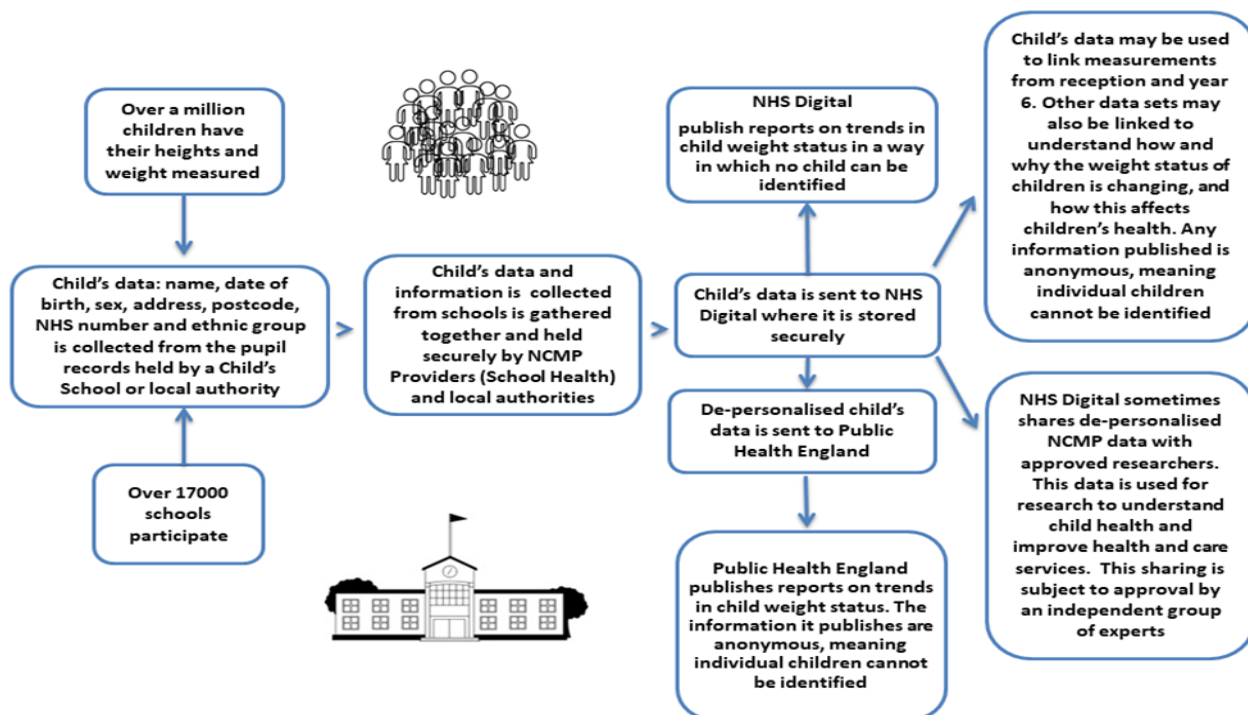 Over a million
children have
their heights and
weight measured
Child's data: name, date of
birth, sex, address, postcode,
NHS number and ethnic group
is collected from the pupil
records held by a Child's
School or local authority
Over 17000
schools
participate
Child's data and
information is collected
from schools is gathered
together and held
securely by NCMP
Providers (School Health)
and local authorities
NHS Digital
publish reports on trends in
child weight status in a way
in which no child can be
identified
Child's data is sent to NHS
Digital where it is stored
securely
De-personalised child's
data is sent to Public
Health England
Public Health England
publishes reports on trends
in child weight status. The
information it publishes are
anonymous, meaning
individual children cannot
be identified
Child's data may be used
to link measurements
from reception and year
6. Other data sets may
also be linked to
understand how and
why the weight status of
children is changing, and
how this affects
children's health. Any
information published is
anonymous, meaning
individual children
cannot be identified
NHS Digital sometimes
shares de-personalised
NCMP data with
approved researchers.
This data is used for
research to understand
child health and
improve health and care
services. This sharing is
subject to approval by
an independent group
of experts